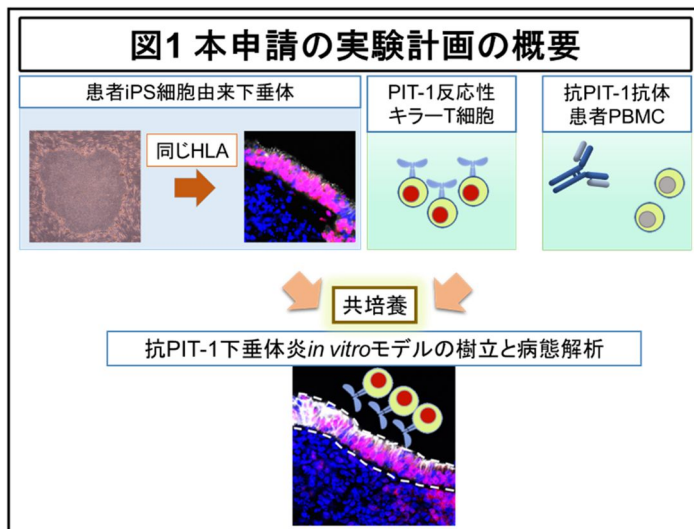 図1 本申請の実験計画の概要
患者iPS細胞由来下垂体
同じHLA
PIT-1反応性
キラーT細胞
抗PIT-1抗体
患者PBMC
共培養
抗PIT-1下垂体炎in vitroモデルの樹立と病態解析